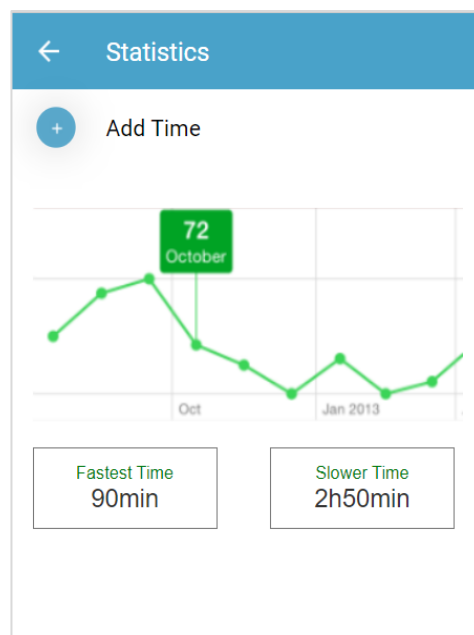 Statistics
+ Add Time
72
October
Oct
Jan 2013
Fastest Time
90min
Slower Time
2h50min